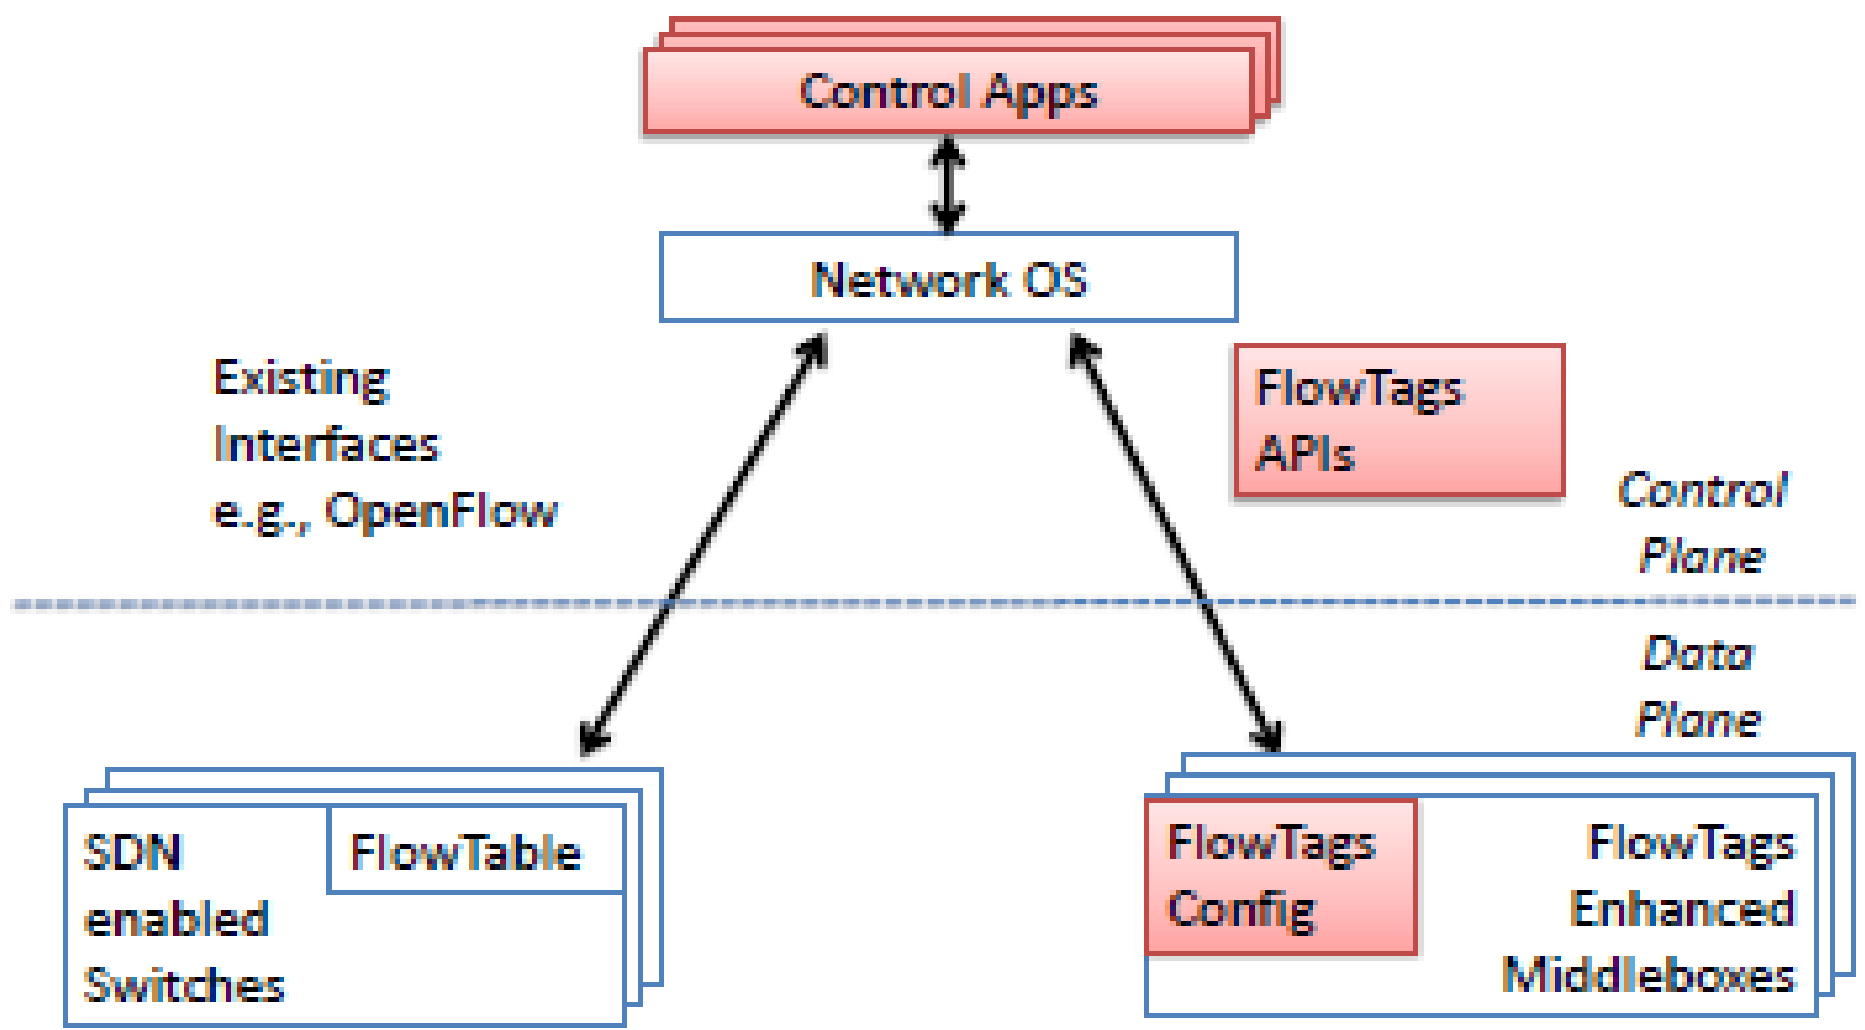 Control Apps
Network OS
Existing
Interfaces
e.g., OpenFlow
FlowTags
APIs
Control
Plane
Data
Plane
SDN
enabled
Switches
FlowTable
FlowTags
Config
FlowTags
Enhanced
Middleboxes